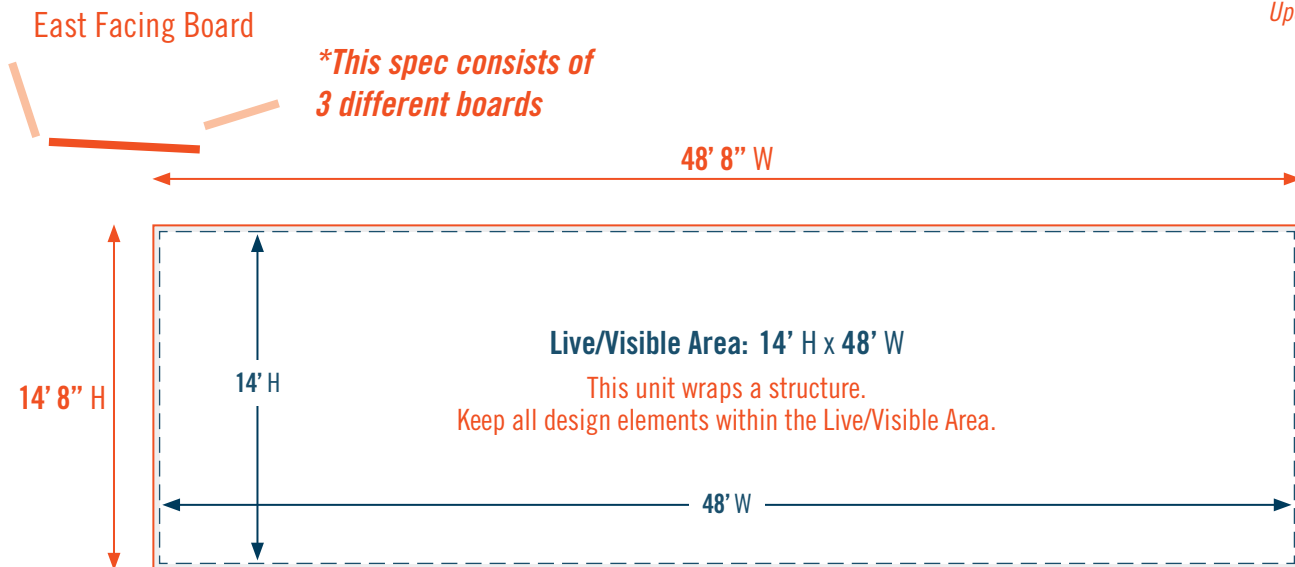 East Facing Board
Up
*This spec consists of
3 different boards
48’ 8” W
Live/Visible Area: 14’ H x 48’ W
14’ H
14’ 8” H
This unit wraps a structure.
Keep all design elements within the Live/Visible Area.
48’ W